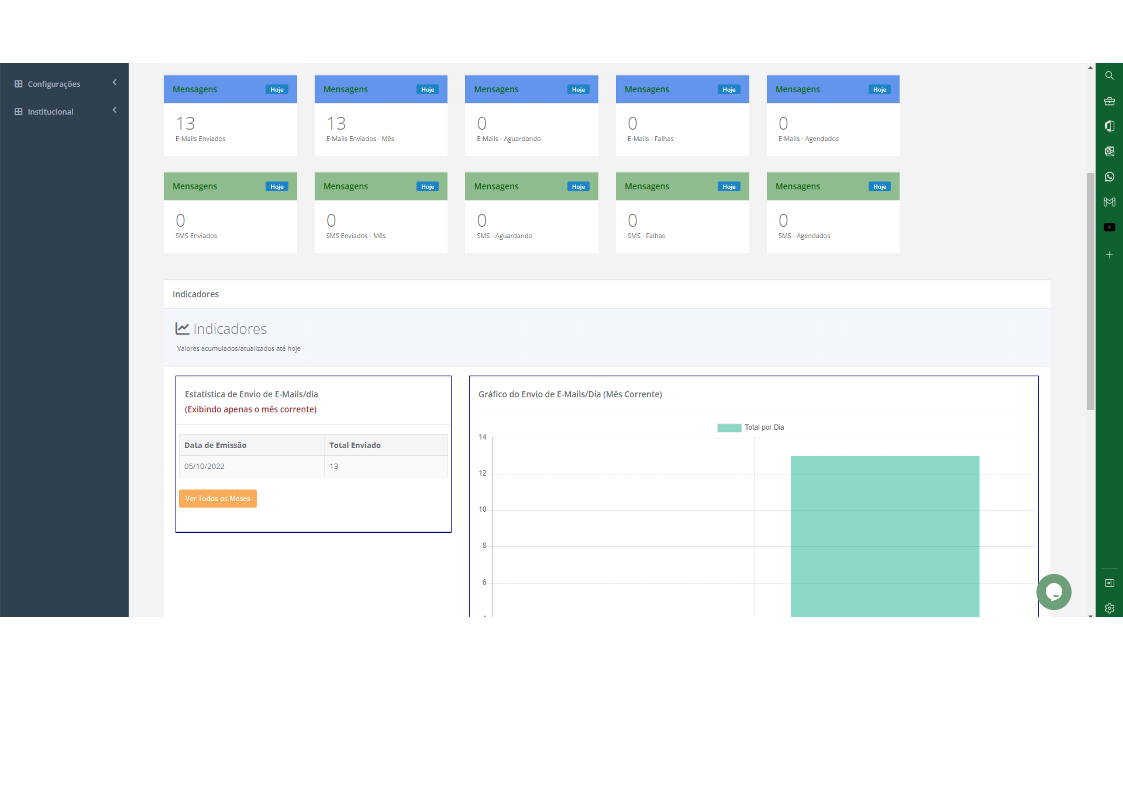 Configurações
Institucional
Mensagens Hoje
13
E-Mails Enviados
Mensagens Hoje
13
E-Mails Enviados - Mês
Mensagens Hoje
0
E-Mails - Aguardando
Mensagens Hoje
0
E-Mails - Falhas
Mensagens Hoje
0
E-Mails - Agendados
Mensagens Hoje
0
SMS Enviados
Mensagens Hoje
0
SMS Enviados - Mês
Mensagens Hoje
0
SMS - Aguardando
Mensagens Hoje
0
SMS - Falhas
Mensagens Hoje
0
SMS - Agendados
Indicadores
Indicadores
Valores acumulados/atualizados até hoje
Estatística de Envio de E-Mails/dia
(Exibindo apenas o mês corrente)
Data de Emissão Total Enviado
05/10/2022 13
Ver Todos os Meses
Gráfico do Envio de E-Mails/Dia (Mês Corrente)
Total por Dia
14
12
10
8
6